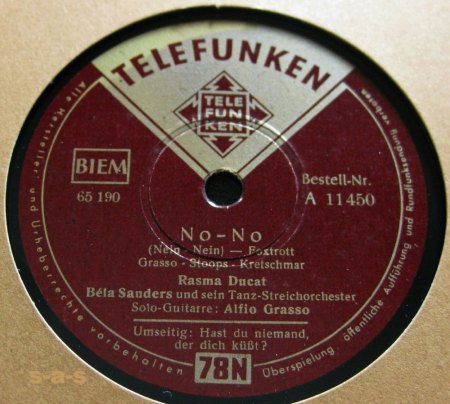 TELEFUNKEN
TELE
FUN
KEN
BIEM
65 190
Bestell-Nr.
A 11450
No-No
(Nein - Nein) — Foxtrott
Grasso - Stoops - Kretschmar
Rasma Ducat
Béla Sanders und sein Tanz-Streichorchester
Solo-Guitarre: Alfio Grasso
Umseitig: Hast du niemand,
der dich küßt?
78N
Alle Hersteller- und Urheberrechte vorbehalten
Überspielung, öffentliche Aufführung und Rundfunksendung verboten
s-a-s